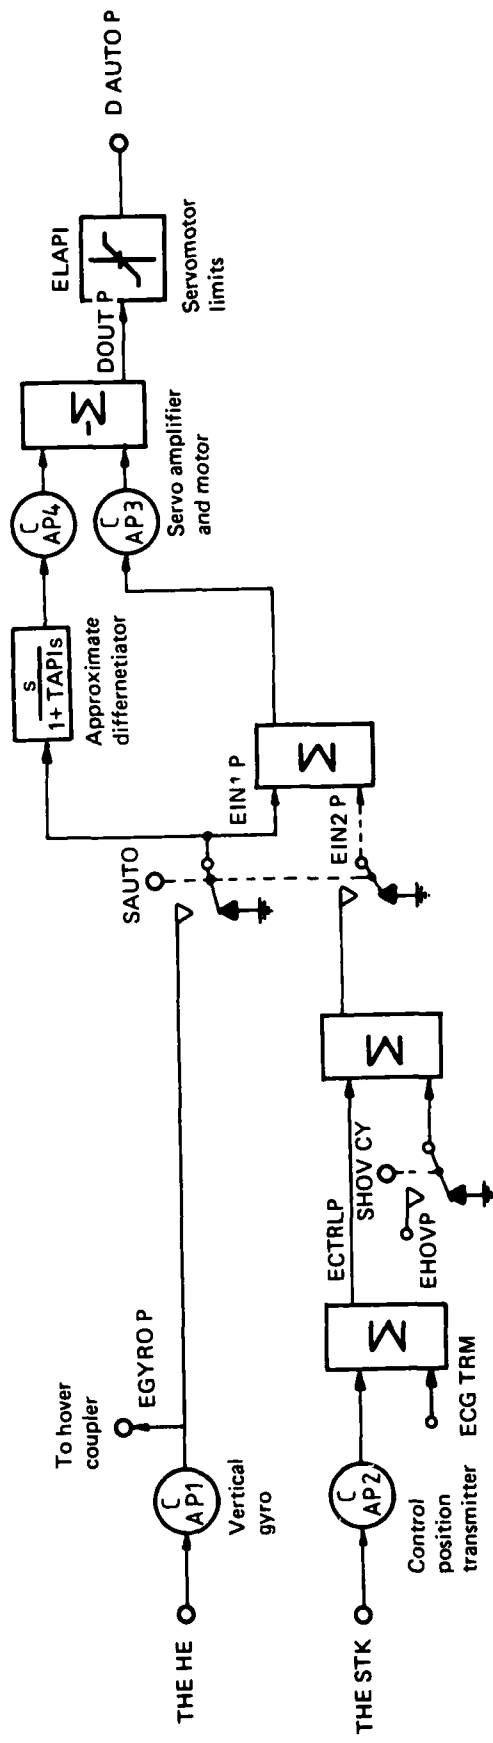 THE HE
C
AP1
Vertical
gyro
To hover
coupler
EGYRO P
SAUTO
EIN1 P
EIN2 P
s
1+ TAPIs
Approximate
differnetiator
C
AP4
C
AP3
Servo amplifier
and motor
Σ-
DOUT P
ELAPI
Servomotor
limits
D AUTO P
THE STK
C
AP2
Control
position
transmitter
ECG TRM
Σ
ECTRLP
SHOV CY
EHOVP
Σ
Σ